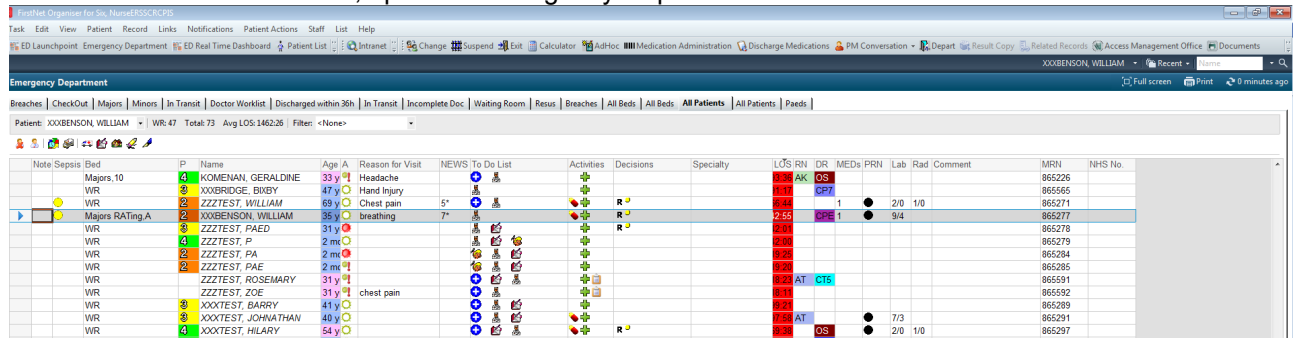 FirstNet Organiser for Six, NurseERSSCRCPIS
Task Edit View Patient Record Links Notifications Patient Actions Staff List Help
ED Launchpoint Emergency Department ED Real Time Dashboard Patient List Intranet Change Suspend Exit Calculator AdHoc Medication Administration Discharge Medications PM Conversation Depart Result Copy Related Records Access Management Office Documents
XXXBENSON, WILLIAM Recent Name
Emergency Department Full screen Print 0 minutes ago
Breaches CheckOut Majors Minors In Transit Doctor Worklist Discharged within 36h In Transit Incomplete Doc Waiting Room Resus Breaches All Beds All Beds All Patients All Patients Paeds
Patient: XXXBENSON, WILLIAM WR: 47 Total: 73 Avg LOS: 1462:26 Filter: <None>
Note Sepsis Bed P Name Age A Reason for Visit NEWS To Do List Activities Decisions Specialty LOS RN DR MEDs PRN Lab Rad Comment MRN NHS No.
Majors,10 4 KOMENAN, GERALDINE 33 y Headache AK OS 865226
WR 3 XXXBRIDGE, BIXBY 47 y Hand Injury CP7 865565
WR 2 ZZZTEST, WILLIAM 69 y Chest pain 5* R 1 2/0 1/0 865271
Majors RATing,A 2 XXXBENSON, WILLIAM 35 y breathing 7* R CPE 1 9/4 865277
WR 3 ZZZTEST, PAED 31 y R 865278
WR 4 ZZZTEST, P 2 mc 865279
WR 2 ZZZTEST, PA 2 mc 865284
WR 2 ZZZTEST, PAE 2 mc 865285
WR ZZZTEST, ROSEMARY 31 y AT CT5 865591
WR ZZZTEST, ZOE 31 y chest pain 865592
WR 3 XXXTEST, BARRY 41 y 865289
WR 3 XXXTEST, JOHNATHAN 40 y AT 7/3 865291
WR 4 XXXTEST, HILARY 54 y R OS 2/0 1/0 865297